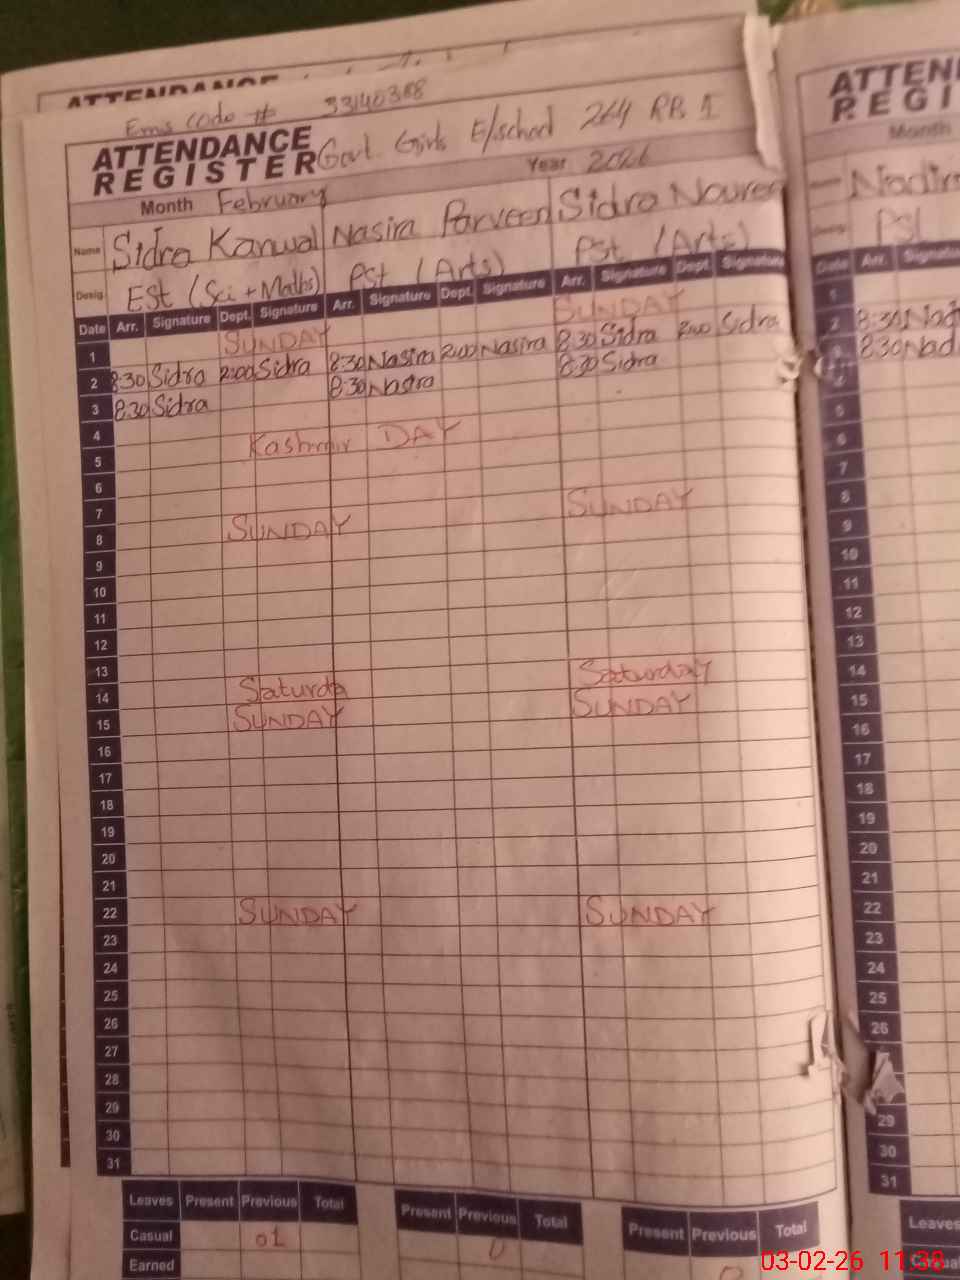 ATTENDANCE
Emis code # 33140358
ATTENDANCE REGISTER Govt Girls E/school 264 RB 1
Month February Year 2026
Name Sidra Kanwal Nasira Parveen Sidra Noureen
Desig. ESt (Sci + Maths) Pst (Arts) Pst (Arts)
Date Arr. Signature Dept. Signature Arr. Signature Dept. Signature Arr. Signature Dept. Signature
1 SUNDAY SUNDAY
2 8:30 Sidra 2:00 Sidra 8:30 Nasira 2:00 Nasira 8:30 Sidra 2:00 Sidra
3 8:30 Sidra 8:30 Nasira 8:30 Sidra
4
5 Kashmir DAY
6
7
8 SUNDAY SUNDAY
9
10
11
12
13
14 Saturda Saturday
15 SUNDAY SUNDAY
16
17
18
19
20
21
22 SUNDAY SUNDAY
23
24
25
26
27
28
29
30
31
Leaves Present Previous Total Present Previous Total Present Previous Total
Casual 01 0
Earned
ATTEN
REGI
Month
Pst
Date Arr. Signatu
1
2 8:30 Nad
8:30 Nad
5
6
7
8
9
10
11
12
13
14
15
16
17
18
19
20
21
22
23
24
25
26
29
30
31
Leaves
03-02-26 11:38